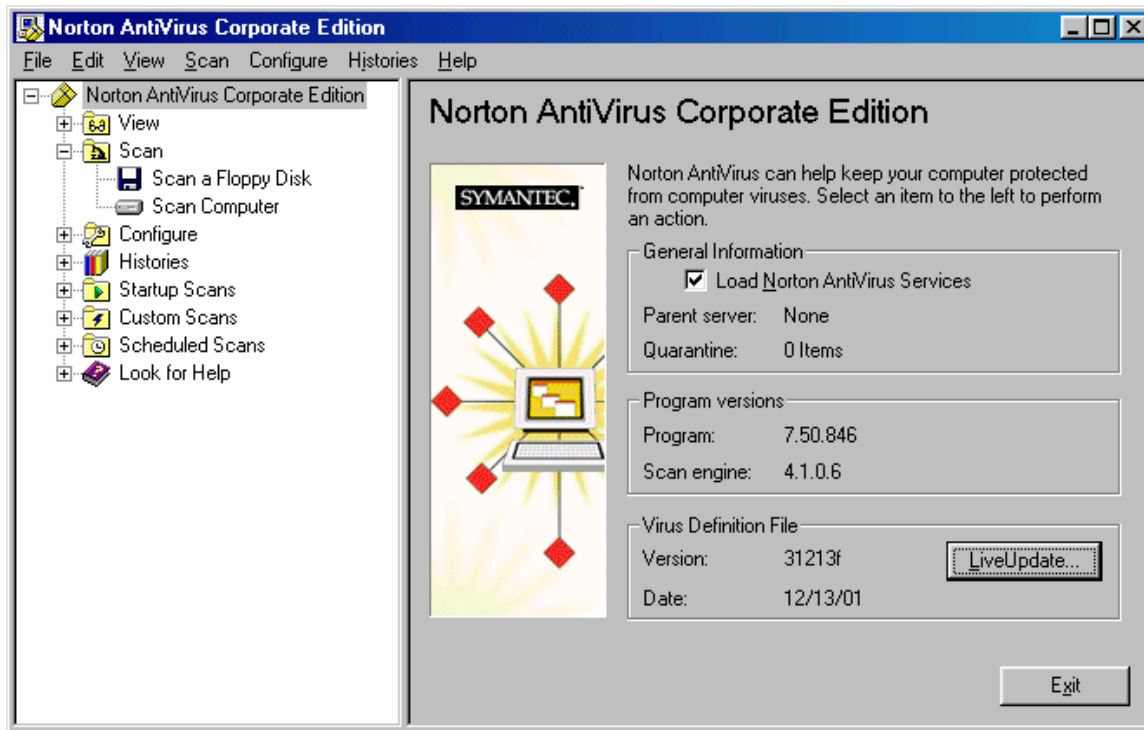 Norton AntiVirus Corporate Edition
File Edit View Scan Configure Histories Help
Norton AntiVirus Corporate Edition
View
Scan
Scan a Floppy Disk
Scan Computer
Configure
Histories
Startup Scans
Custom Scans
Scheduled Scans
Look for Help
Norton AntiVirus Corporate Edition
SYMANTEC.
Norton AntiVirus can help keep your computer protected
from computer viruses. Select an item to the left to perform
an action.
General Information
Load Norton AntiVirus Services
Parent server: None
Quarantine: 0 Items
Program versions
Program: 7.50.846
Scan engine: 4.1.0.6
Virus Definition File
Version: 31213f
LiveUpdate...
Date: 12/13/01
Exit